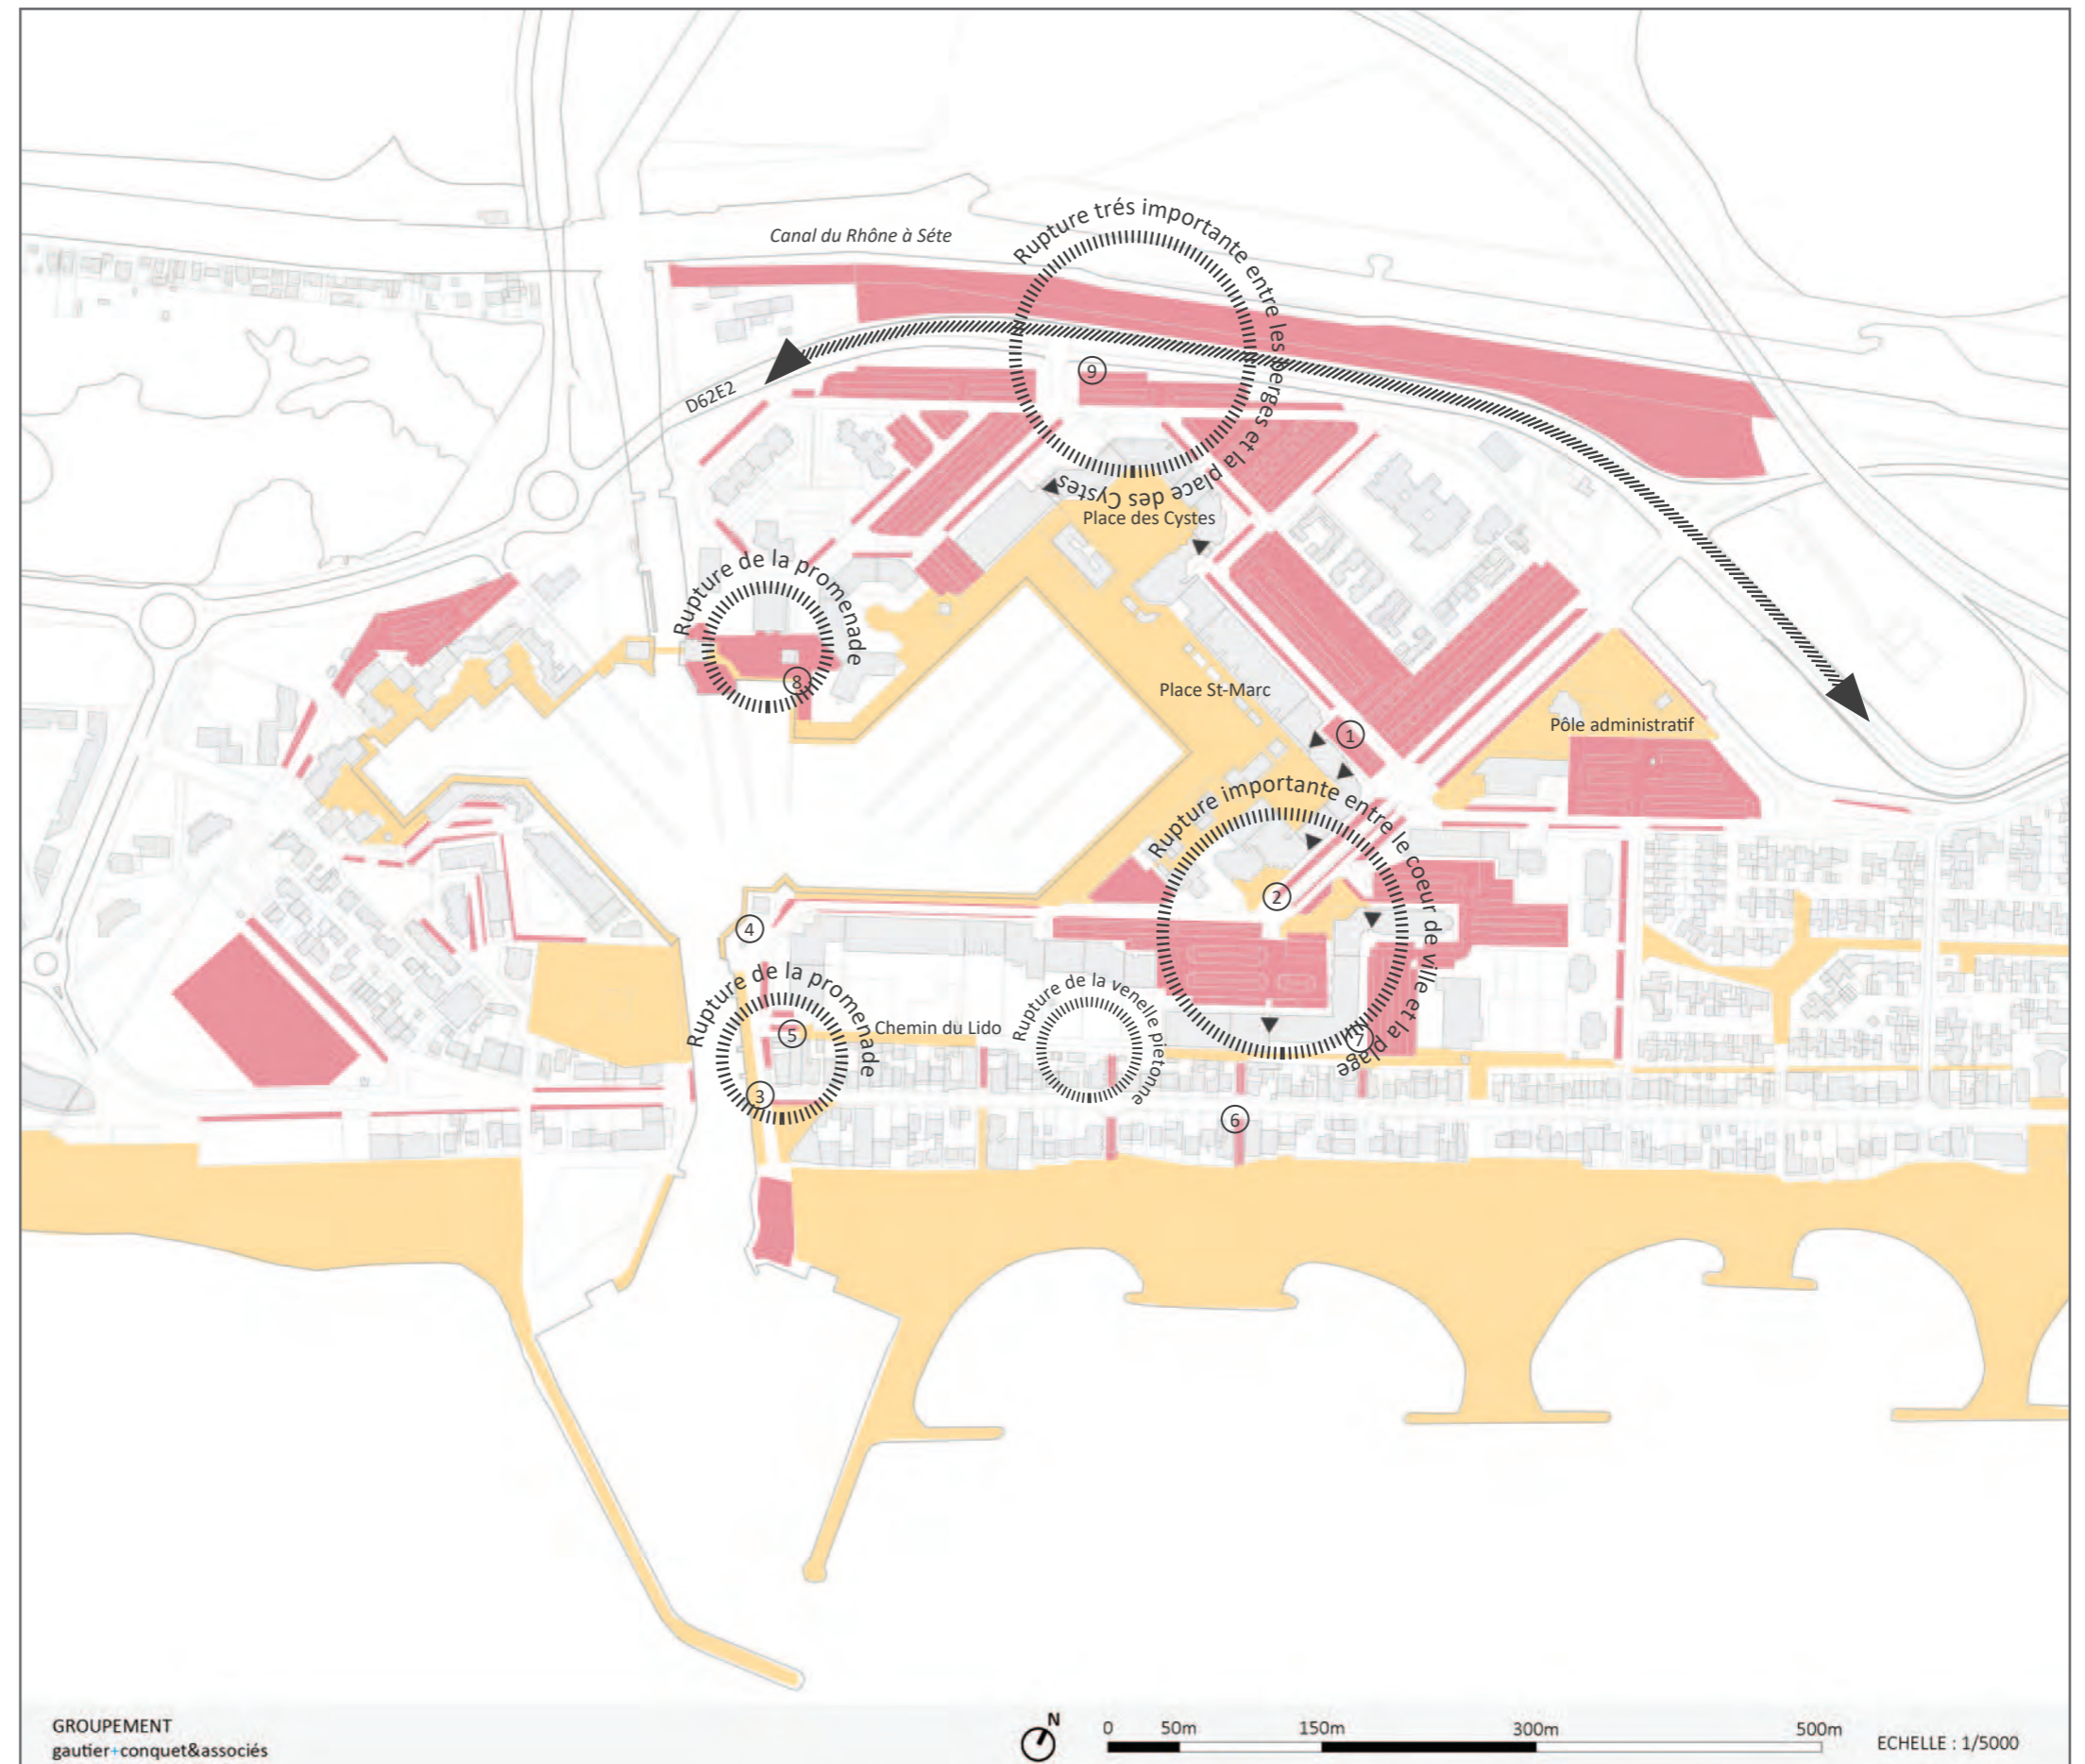 Rupture trés importante entre les berges et la place des Cystes
Canal du Rhône à Séte
9
D62E2
Place des Cystes
Rupture de la promenade
8
Place St-Marc
1
Pôle administratif
Rupture importante entre le coeur de ville et la plage
2
4
Rupture de la promenade
5
Chemin du Lido
Rupture de la venelle pietonne
7
3
6
GROUPEMENT
gautier+conquet&associés
N
0 50m 150m 300m 500m
ECHELLE : 1/5000